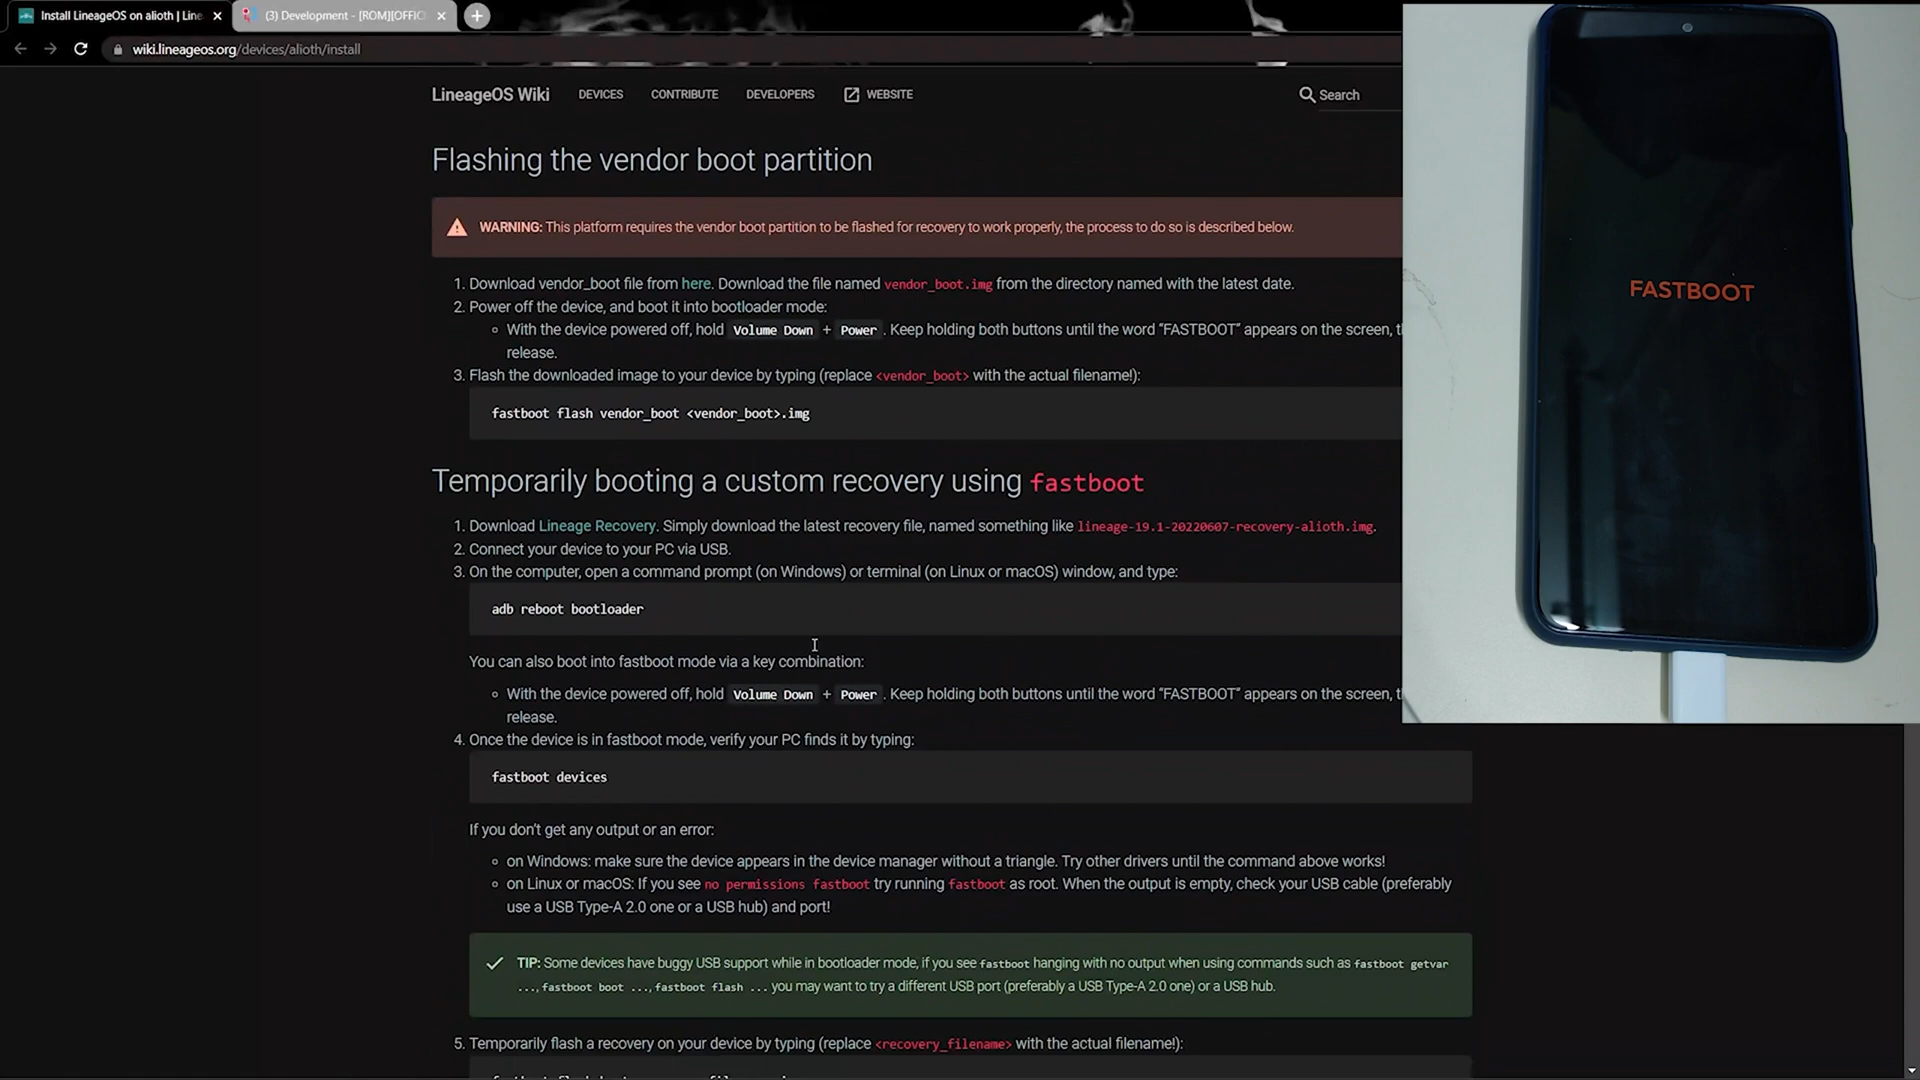 Install LineageOS on alioth | Line
(3) Development - [ROM][OFFIC
wiki.lineageos.org/devices/alioth/install
LineageOS Wiki DEVICES CONTRIBUTE DEVELOPERS WEBSITE Search
Flashing the vendor boot partition
WARNING: This platform requires the vendor boot partition to be flashed for recovery to work properly, the process to do so is described below.
1. Download vendor_boot file from here. Download the file named vendor_boot.img from the directory named with the latest date.
2. Power off the device, and boot it into bootloader mode:
With the device powered off, hold Volume Down + Power . Keep holding both buttons until the word “FASTBOOT” appears on the screen,
release.
3. Flash the downloaded image to your device by typing (replace <vendor_boot> with the actual filename!):
fastboot flash vendor_boot <vendor_boot>.img
Temporarily booting a custom recovery using fastboot
1. Download Lineage Recovery. Simply download the latest recovery file, named something like lineage-19.1-20220607-recovery-alioth.img.
2. Connect your device to your PC via USB.
3. On the computer, open a command prompt (on Windows) or terminal (on Linux or macOS) window, and type:
adb reboot bootloader
You can also boot into fastboot mode via a key combination:
With the device powered off, hold Volume Down + Power . Keep holding both buttons until the word “FASTBOOT” appears on the screen,
release.
4. Once the device is in fastboot mode, verify your PC finds it by typing:
fastboot devices
If you don't get any output or an error:
on Windows: make sure the device appears in the device manager without a triangle. Try other drivers until the command above works!
on Linux or macOS: If you see no permissions fastboot try running fastboot as root. When the output is empty, check your USB cable (preferably
use a USB Type-A 2.0 one or a USB hub) and port!
TIP: Some devices have buggy USB support while in bootloader mode, if you see fastboot hanging with no output when using commands such as fastboot getvar
..., fastboot boot ..., fastboot flash ... you may want to try a different USB port (preferably a USB Type-A 2.0 one) or a USB hub.
5. Temporarily flash a recovery on your device by typing (replace <recovery_filename> with the actual filename!):
FASTBOOT